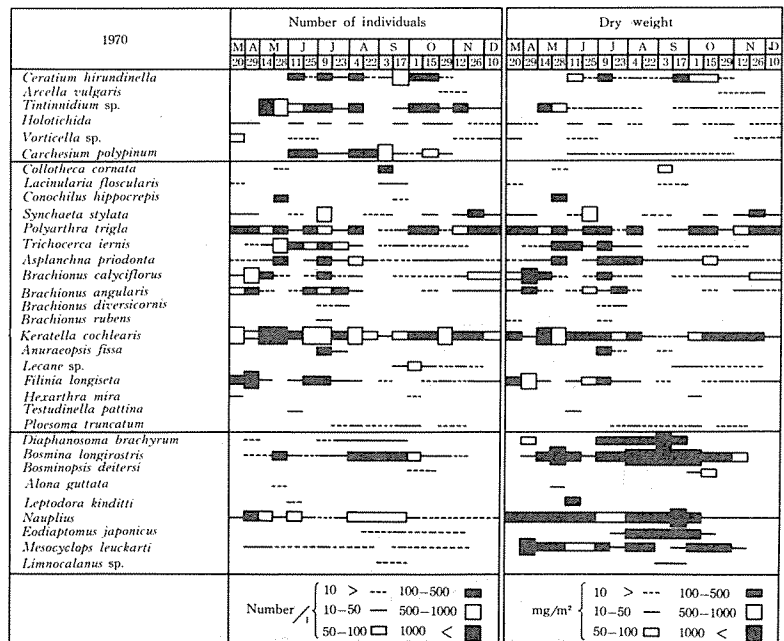 1970 Number of individuals Dry weight
M A M J J A S O N D M A M J J A S O N D
20 29 14 28 11 25 9 23 4 22 3 17 1 15 29 12 26 10 20 29 14 28 11 25 9 23 4 22 3 17 1 15 29 12 26 10
Ceratium hirundinella
Arcella vulgaris
Tintinnidium sp.
Holotichida
Vorticella sp.
Carchesium polypinum
Collotheca cornata
Lacinularia floscularis
Conochilus hippocrepis
Synchaeta stylata
Polyarthra trigla
Trichocerca iernis
Asplanchna priodonta
Brachionus calyciflorus
Brachionus angularis
Brachionus diversicornis
Brachionus rubens
Keratella cochlearis
Anuraeopsis fissa
Lecane sp.
Filinia longiseta
Hexarthra mira
Testudinella pattina
Ploesoma truncatum
Diaphanosoma brachyrum
Bosmina longirostris
Bosminopsis deitersi
Alona guttata
Leptodora kinditti
Nauplius
Eodiaptomus japonicus
Mesocyclops leuckarti
Limnocalanus sp.
10 > 100-500 10 > 100-500
Number/l 10-50 500-1000 mg/m² 10-50 500-1000
50-100 1000 < 50-100 1000 <